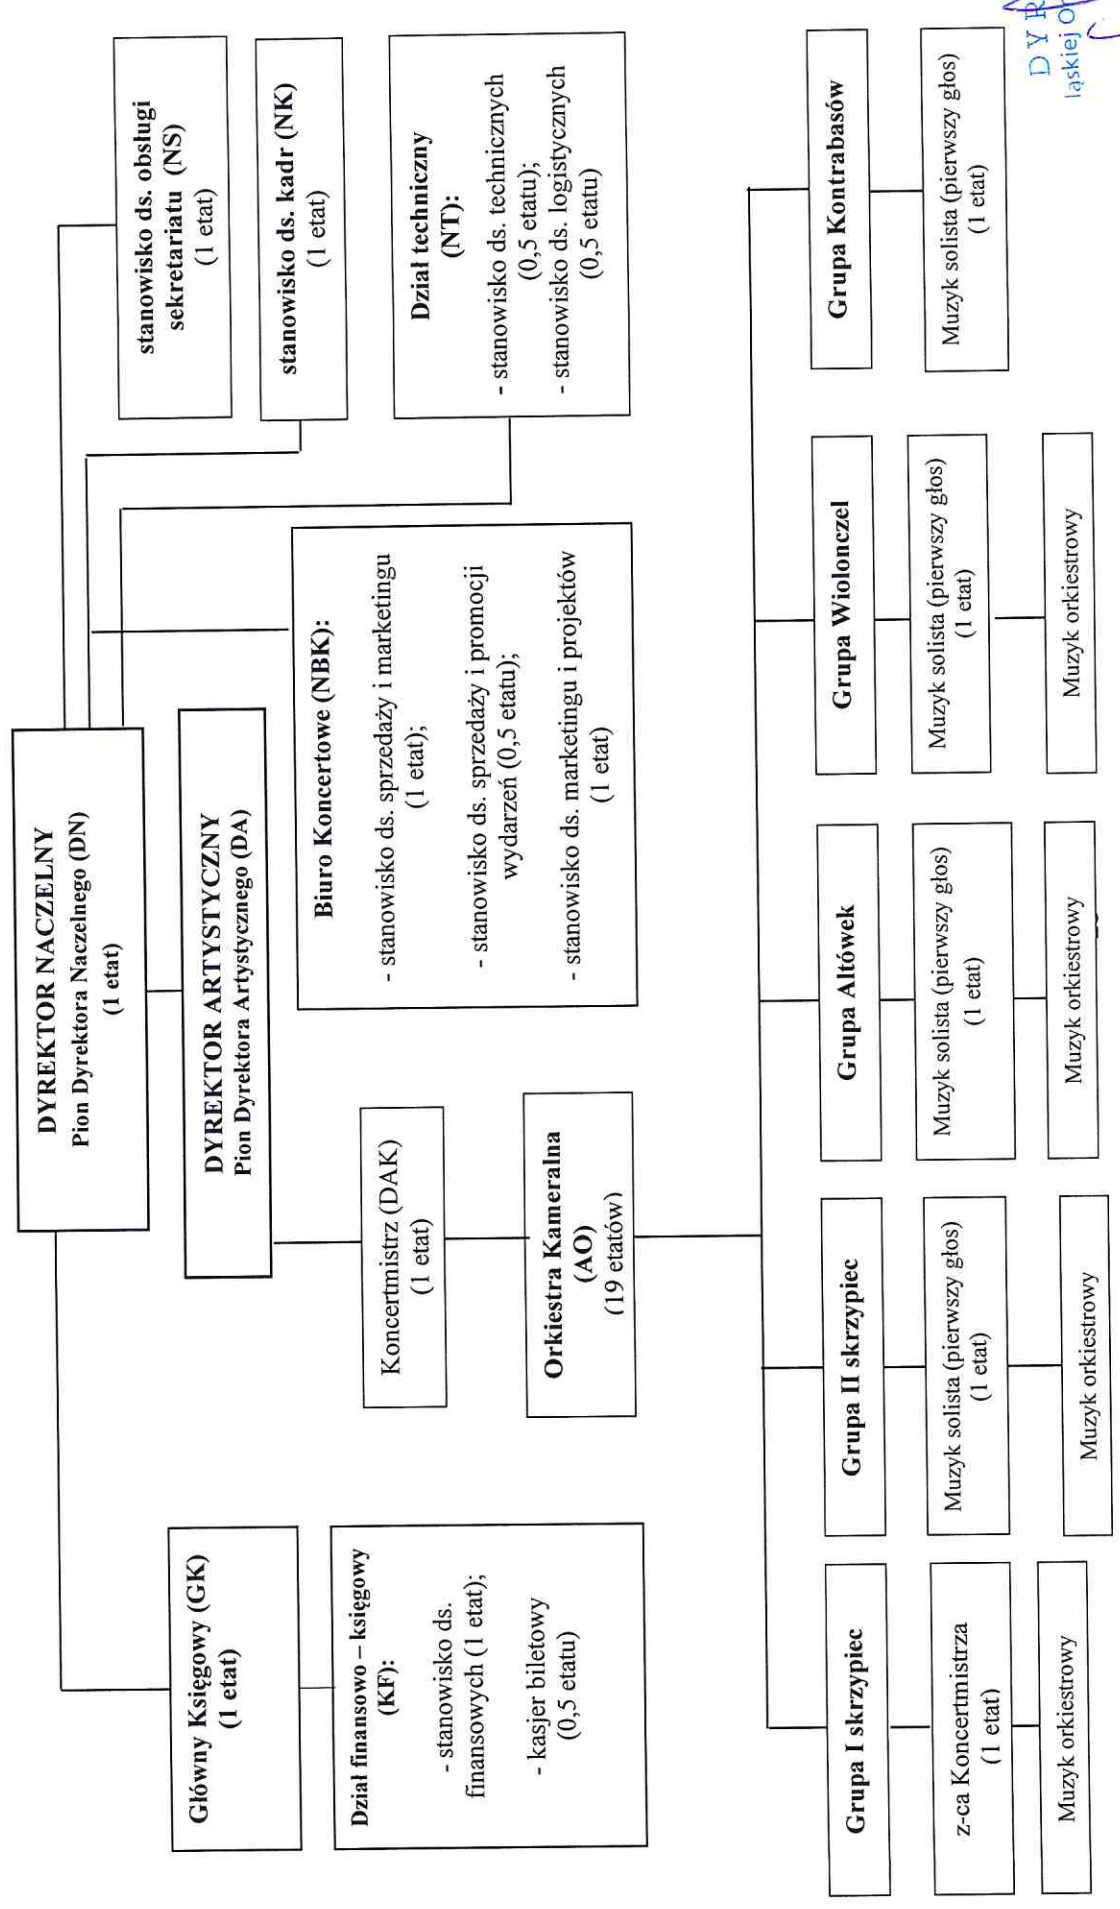 DYREKTOR NACZELNY
Pion Dyrektora Naczelnego (DN)
(1 etat)
DYREKTOR ARTYSTYCZNY
Pion Dyrektora Artystycznego (DA)
Główny Księgowy (GK)
(1 etat)
Dział finansowo – księgowy
(KF):
- stanowisko ds.
finansowych (1 etat);
- kasjer biletowy
(0,5 etatu)
Koncertmistrz (DAK)
(1 etat)
Orkiestra Kameralna
(AO)
(19 etatów)
Biuro Koncertowe (NBK):
- stanowisko ds. sprzedaży i marketingu
(1 etat);
- stanowisko ds. sprzedaży i promocji
wydarzeń (0,5 etatu);
- stanowisko ds. marketingu i projektów
(1 etat)
stanowisko ds. obsługi
sekretariatu (NS)
(1 etat)
stanowisko ds. kadr (NK)
(1 etat)
Dział techniczny
(NT):
- stanowisko ds. technicznych
(0,5 etatu);
- stanowisko ds. logistycznych
(0,5 etatu)
Grupa I skrzypiec
z-ca Koncertmistrza
(1 etat)
Muzyk orkiestrowy
Grupa II skrzypiec
Muzyk solista (pierwszy głos)
(1 etat)
Muzyk orkiestrowy
Grupa Altówek
Muzyk solista (pierwszy głos)
(1 etat)
Muzyk orkiestrowy
Grupa Wiolonczel
Muzyk solista (pierwszy głos)
(1 etat)
Muzyk orkiestrowy
Grupa Kontrabasów
Muzyk solista (pierwszy głos)
(1 etat)
DYR
ląskiej O